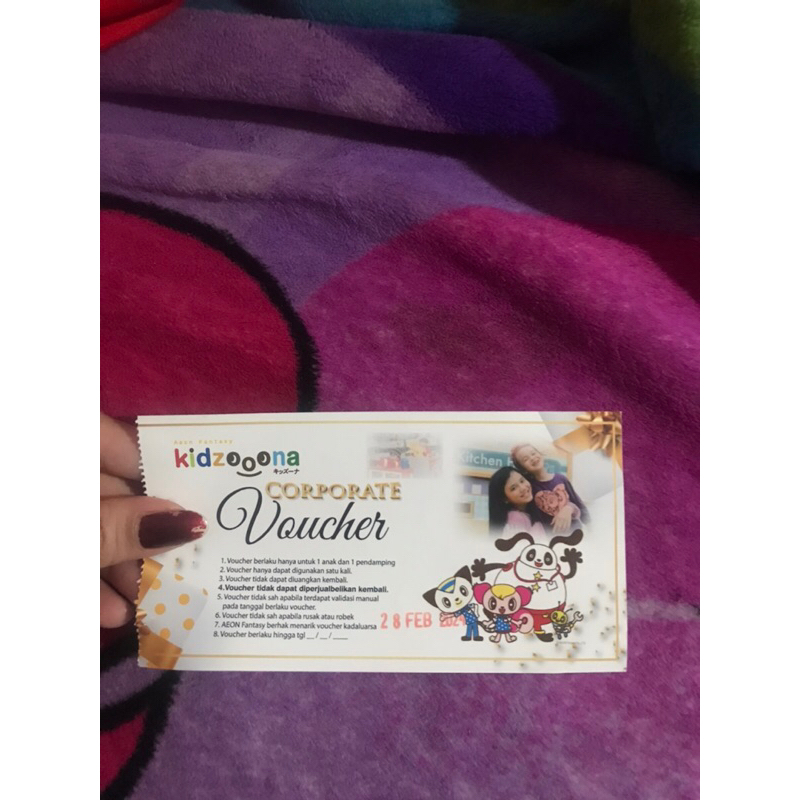 Aeon Fantasy
kidzooona
キッズーナ
Kitchen
CORPORATE
Voucher
1. Voucher berlaku hanya untuk 1 anak dan 1 pendamping
2. Voucher hanya dapat digunakan satu kali.
3. Voucher tidak dapat diuangkan kembali.
4.Voucher tidak dapat diperjualbelikan kembali.
5. Voucher tidak sah apabila terdapat validasi manual
pada tanggal berlaku voucher.
6. Voucher tidak sah apabila rusak atau robek
7. AEON Fantasy berhak menarik voucher kadaluarsa
28 FEB 2024
8. Voucher berlaku hingga tgl __/__/____